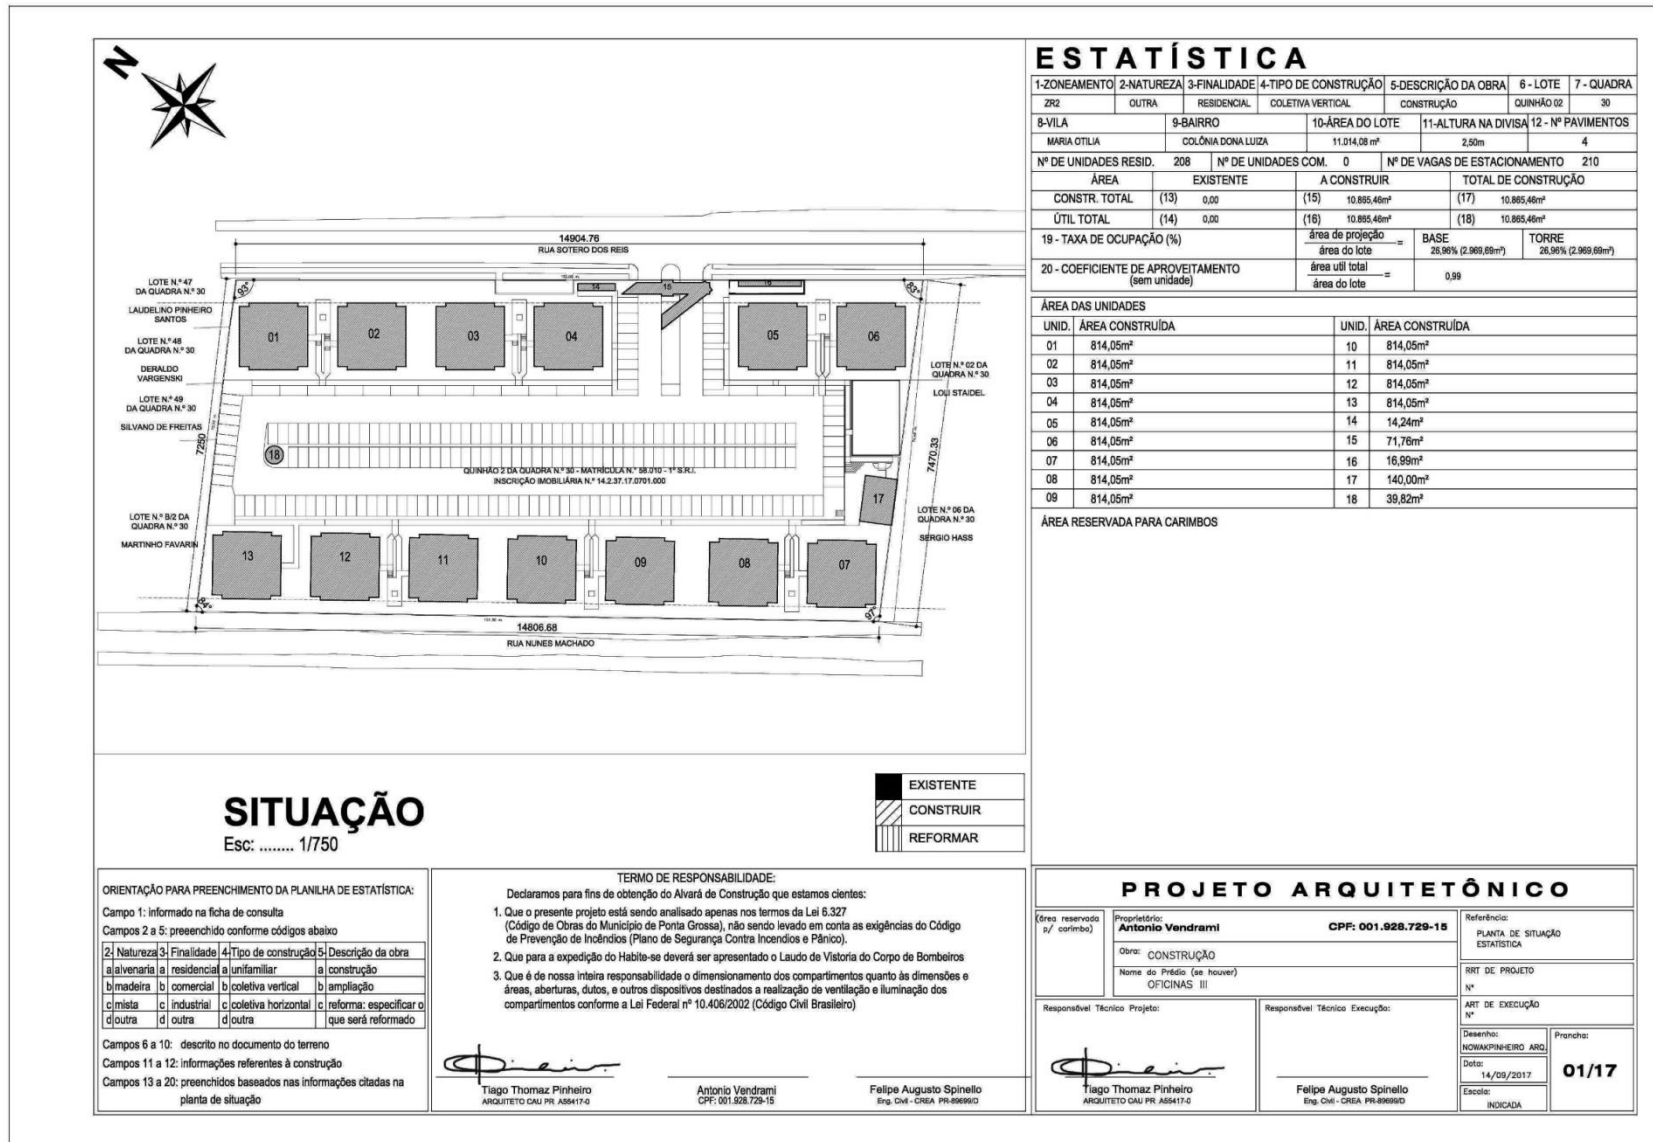 N
14904.76
RUA SOTERO DOS REIS
LOTE N.º 47
DA QUADRA N.º 30
LAUDELINO PINHEIRO
SANTOS
LOTE N.º 48
DA QUADRA N.º 30
DERALDO
VARGENSKI
LOTE N.º 49
DA QUADRA N.º 30
SILVANO DE FREITAS
LOTE N.º B/2 DA
QUADRA N.º 30
MARTINHO FAVARIN
93°
83°
14
15
16
01
02
03
04
05
06
LOTE N.º 02 DA
QUADRA N.º 30
LOLI STAIDEL
7250
7470.33
18
QUINHÃO 2 DA QUADRA N.º 30 - MATRÍCULA N.º 58.010 - 1º S.R.I.
INSCRIÇÃO IMOBILIÁRIA N.º 14.2.37.17.0701.000
17
LOTE N.º 06 DA
QUADRA N.º 30
SERGIO HASS
13
12
11
10
09
08
07
97°
14806.68
RUA NUNES MACHADO
SITUAÇÃO
Esc: ........ 1/750
EXISTENTE
CONSTRUIR
REFORMAR
ESTATÍSTICA
1-ZONEAMENTO 2-NATUREZA 3-FINALIDADE 4-TIPO DE CONSTRUÇÃO 5-DESCRIÇÃO DA OBRA 6 - LOTE 7 - QUADRA
ZR2 OUTRA RESIDENCIAL COLETIVA VERTICAL CONSTRUÇÃO QUINHÃO 02 30
8-VILA 9-BAIRRO 10-ÁREA DO LOTE 11-ALTURA NA DIVISA 12 - Nº PAVIMENTOS
MARIA OTILIA COLÔNIA DONA LUIZA 11.014,08 m² 2,50m 4
Nº DE UNIDADES RESID. 208 Nº DE UNIDADES COM. 0 Nº DE VAGAS DE ESTACIONAMENTO 210
ÁREA EXISTENTE A CONSTRUIR TOTAL DE CONSTRUÇÃO
CONSTR. TOTAL (13) 0,00 (15) 10.865,46m² (17) 10.865,46m²
ÚTIL TOTAL (14) 0,00 (16) 10.865,46m² (18) 10.865,46m²
19 - TAXA DE OCUPAÇÃO (%) área de projeção = BASE TORRE
área do lote 26,96% (2.969,69m²) 26,96% (2.969,69m²)
20 - COEFICIENTE DE APROVEITAMENTO área util total = 0,99
(sem unidade) área do lote
ÁREA DAS UNIDADES
UNID. ÁREA CONSTRUÍDA UNID. ÁREA CONSTRUÍDA
01 814,05m² 10 814,05m²
02 814,05m² 11 814,05m²
03 814,05m² 12 814,05m²
04 814,05m² 13 814,05m²
05 814,05m² 14 14,24m²
06 814,05m² 15 71,76m²
07 814,05m² 16 16,99m²
08 814,05m² 17 140,00m²
09 814,05m² 18 39,82m²
ÁREA RESERVADA PARA CARIMBOS
ORIENTAÇÃO PARA PREENCHIMENTO DA PLANILHA DE ESTATÍSTICA:
Campo 1: informado na ficha de consulta
Campos 2 a 5: preeenchido conforme códigos abaixo
2- Natureza 3- Finalidade 4-Tipo de construção 5- Descrição da obra
a alvenaria a residencial a unifamiliar a construção
b madeira b comercial b coletiva vertical b ampliação
c mista c industrial c coletiva horizontal c reforma: especificar o
d outra d outra d outra que será reformado
Campos 6 a 10: descrito no documento do terreno
Campos 11 a 12: informações referentes à construção
Campos 13 a 20: preenchidos baseados nas informações citadas na
planta de situação
TERMO DE RESPONSABILIDADE:
Declaramos para fins de obtenção do Alvará de Construção que estamos cientes:
1. Que o presente projeto está sendo analisado apenas nos termos da Lei 6.327
(Código de Obras do Município de Ponta Grossa), não sendo levado em conta as exigências do Código
de Prevenção de Incêndios (Plano de Segurança Contra Incendios e Pânico).
2. Que para a expedição do Habite-se deverá ser apresentado o Laudo de Vistoria do Corpo de Bombeiros
3. Que é de nossa inteira responsabilidade o dimensionamento dos compartimentos quanto às dimensões e
áreas, aberturas, dutos, e outros dispositivos destinados a realização de ventilação e iluminação dos
compartimentos conforme a Lei Federal nº 10.406/2002 (Código Civil Brasileiro)
Tiago Thomaz Pinheiro
ARQUITETO CAU PR A55417-0
Antonio Vendrami
CPF: 001.928.729-15
Felipe Augusto Spinello
Eng. Civil - CREA PR-89699/D
PROJETO ARQUITETÔNICO
(área reservada
p/ carimbo)
Proprietário:
Antonio Vendrami CPF: 001.928.729-15
Obra: CONSTRUÇÃO
Nome do Prédio (se houver)
OFICINAS III
Referência:
PLANTA DE SITUAÇÃO
ESTATÍSTICA
RRT DE PROJETO
Nº
ART DE EXECUÇÃO
Nº
Responsável Técnico Projeto:
Tiago Thomaz Pinheiro
ARQUITETO CAU PR A55417-0
Responsável Técnico Execução:
Felipe Augusto Spinello
Eng. Civil - CREA PR-89699/D
Desenho:
NOWAKPINHEIRO ARQ.
Data:
14/09/2017
Escala:
INDICADA
Prancha:
01/17